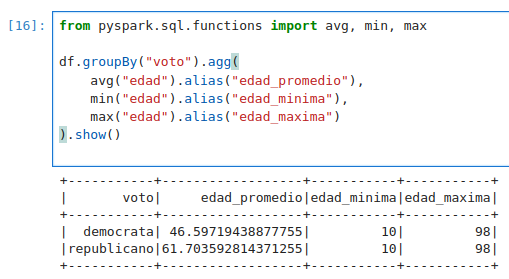 [16]: from pyspark.sql.functions import avg, min, max
df.groupBy("voto").agg(
    avg("edad").alias("edad_promedio"),
    min("edad").alias("edad_minima"),
    max("edad").alias("edad_maxima")
).show()
+-----------+------------------+-----------+-----------+
|       voto|     edad_promedio|edad_minima|edad_maxima|
+-----------+------------------+-----------+-----------+
|  democrata| 46.59719438877755|         10|         98|
|republicano|61.703592814371255|         10|         98|
+-----------+------------------+-----------+-----------+